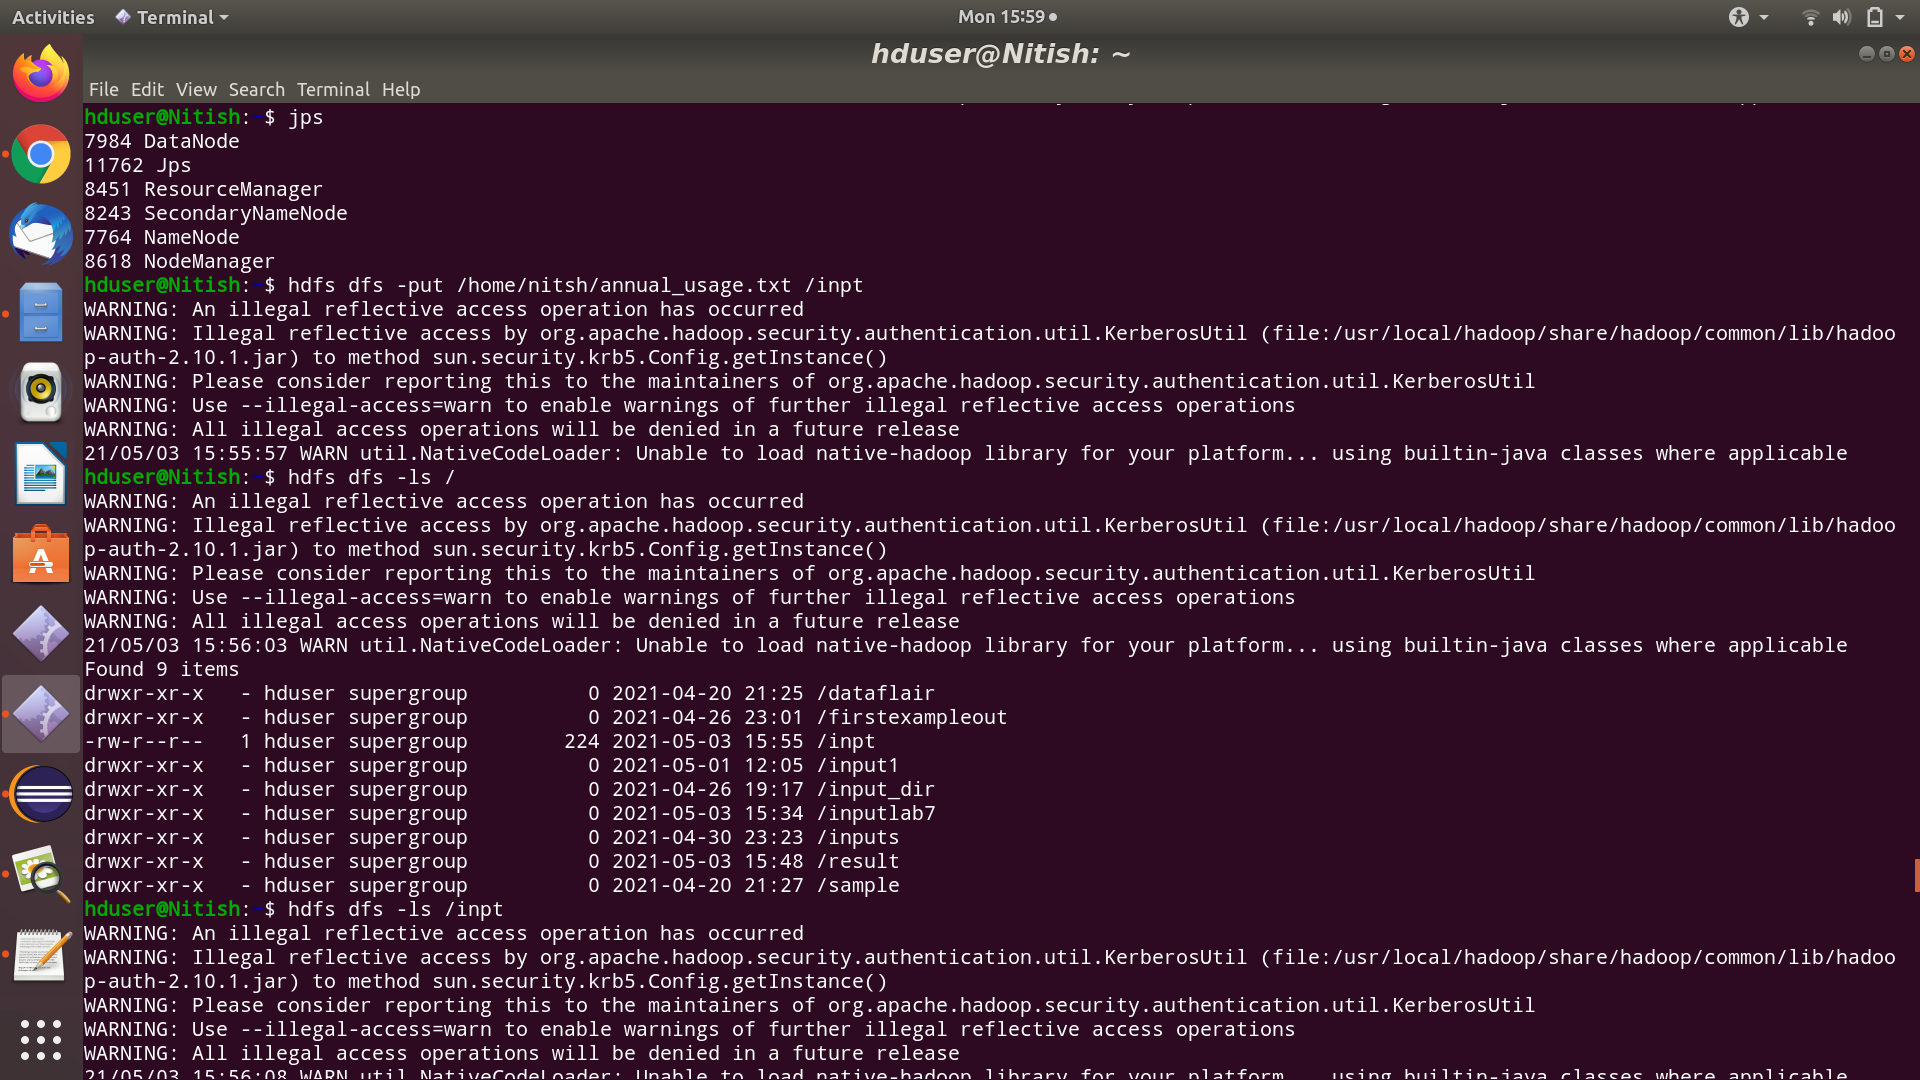 Activities Terminal Mon 15:59
hduser@Nitish: ~
File Edit View Search Terminal Help
hduser@Nitish:~$ jps
7984 DataNode
11762 Jps
8451 ResourceManager
8243 SecondaryNameNode
7764 NameNode
8618 NodeManager
hduser@Nitish:~$ hdfs dfs -put /home/nitsh/annual_usage.txt /inpt
WARNING: An illegal reflective access operation has occurred
WARNING: Illegal reflective access by org.apache.hadoop.security.authentication.util.KerberosUtil (file:/usr/local/hadoop/share/hadoop/common/lib/hadoo
p-auth-2.10.1.jar) to method sun.security.krb5.Config.getInstance()
WARNING: Please consider reporting this to the maintainers of org.apache.hadoop.security.authentication.util.KerberosUtil
WARNING: Use --illegal-access=warn to enable warnings of further illegal reflective access operations
WARNING: All illegal access operations will be denied in a future release
21/05/03 15:55:57 WARN util.NativeCodeLoader: Unable to load native-hadoop library for your platform... using builtin-java classes where applicable
hduser@Nitish:~$ hdfs dfs -ls /
WARNING: An illegal reflective access operation has occurred
WARNING: Illegal reflective access by org.apache.hadoop.security.authentication.util.KerberosUtil (file:/usr/local/hadoop/share/hadoop/common/lib/hadoo
p-auth-2.10.1.jar) to method sun.security.krb5.Config.getInstance()
WARNING: Please consider reporting this to the maintainers of org.apache.hadoop.security.authentication.util.KerberosUtil
WARNING: Use --illegal-access=warn to enable warnings of further illegal reflective access operations
WARNING: All illegal access operations will be denied in a future release
21/05/03 15:56:03 WARN util.NativeCodeLoader: Unable to load native-hadoop library for your platform... using builtin-java classes where applicable
Found 9 items
drwxr-xr-x   - hduser supergroup          0 2021-04-20 21:25 /dataflair
drwxr-xr-x   - hduser supergroup          0 2021-04-26 23:01 /firstexampleout
-rw-r--r--   1 hduser supergroup        224 2021-05-03 15:55 /inpt
drwxr-xr-x   - hduser supergroup          0 2021-05-01 12:05 /input1
drwxr-xr-x   - hduser supergroup          0 2021-04-26 19:17 /input_dir
drwxr-xr-x   - hduser supergroup          0 2021-05-03 15:34 /inputlab7
drwxr-xr-x   - hduser supergroup          0 2021-04-30 23:23 /inputs
drwxr-xr-x   - hduser supergroup          0 2021-05-03 15:48 /result
drwxr-xr-x   - hduser supergroup          0 2021-04-20 21:27 /sample
hduser@Nitish:~$ hdfs dfs -ls /inpt
WARNING: An illegal reflective access operation has occurred
WARNING: Illegal reflective access by org.apache.hadoop.security.authentication.util.KerberosUtil (file:/usr/local/hadoop/share/hadoop/common/lib/hadoo
p-auth-2.10.1.jar) to method sun.security.krb5.Config.getInstance()
WARNING: Please consider reporting this to the maintainers of org.apache.hadoop.security.authentication.util.KerberosUtil
WARNING: Use --illegal-access=warn to enable warnings of further illegal reflective access operations
WARNING: All illegal access operations will be denied in a future release
21/05/03 15:56:08 WARN util.NativeCodeLoader: Unable to load native-hadoop library for your platform... using builtin-java classes where applicable